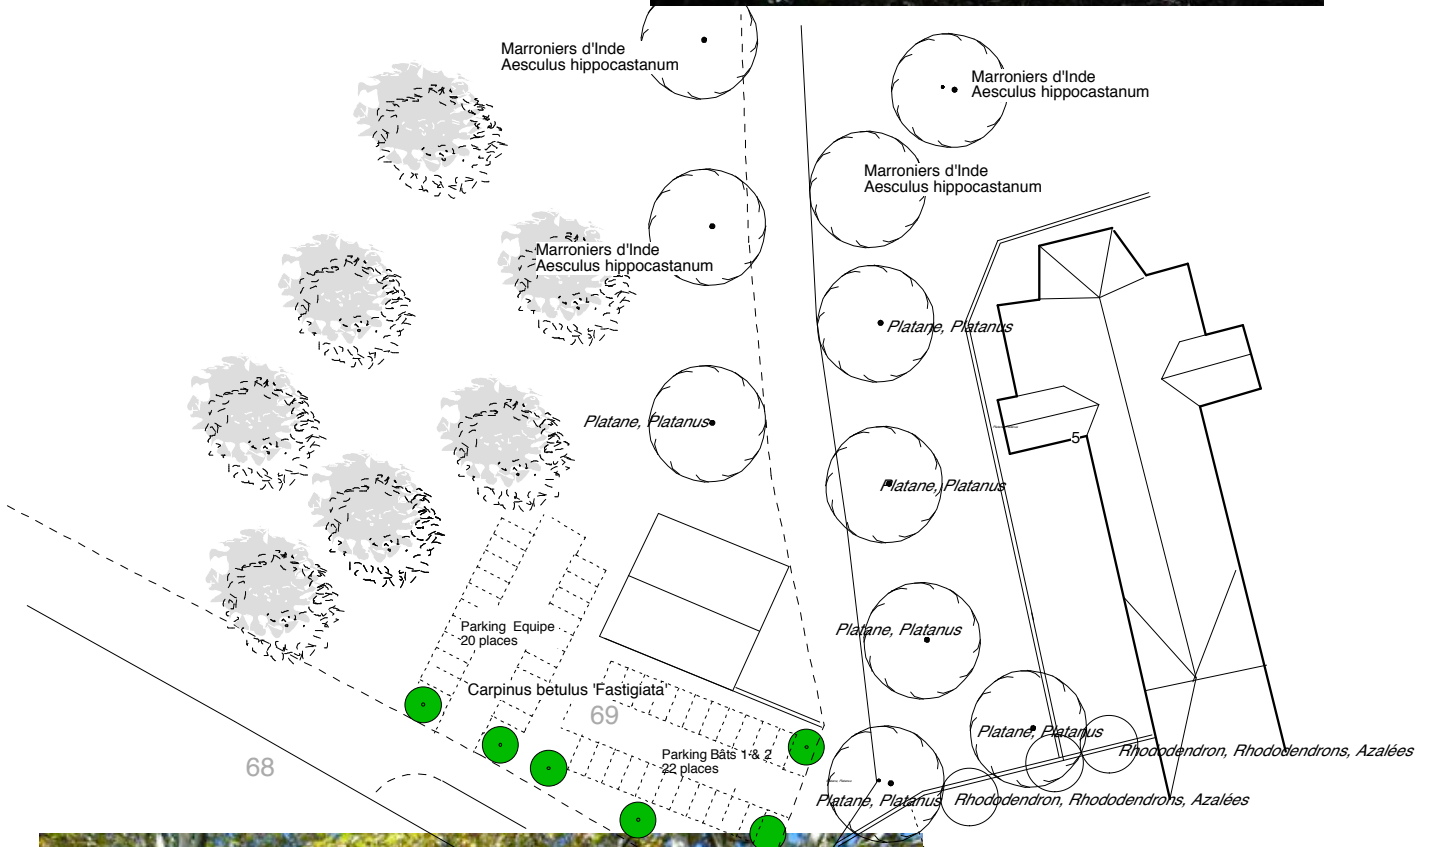 Marroniers d'Inde
Aesculus hippocastanum
Marroniers d'Inde
Aesculus hippocastanum
Marroniers d'Inde
Aesculus hippocastanum
Marroniers d'Inde
Aesculus hippocastanum
Platane, Platanus
Platane, Platanus
5
Platane, Platanus
Parking Equipe
20 places
Platane, Platanus
Carpinus betulus 'Fastigiata'
69
Platane, Platanus
Rhododendron, Rhododendrons, Azalées
Parking Bâts 1 & 2
22 places
68
Platane, Platanus
Rhododendron, Rhododendrons, Azalées